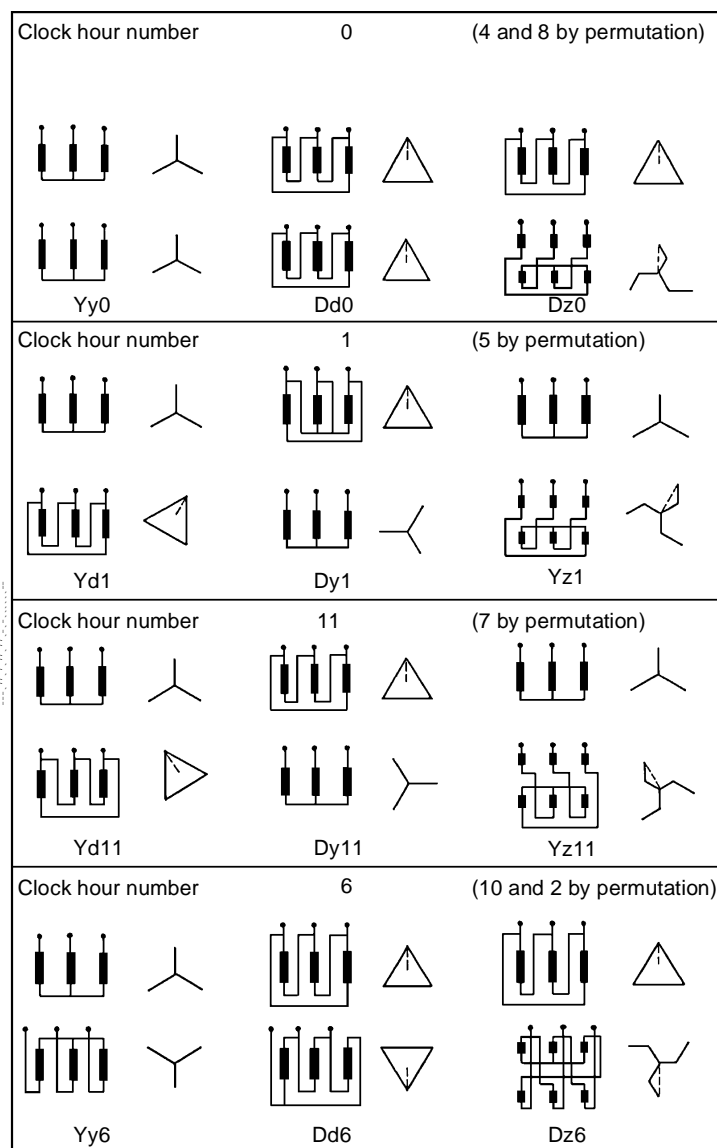 Clock hour number 0 (4 and 8 by permutation)
Yy0 Dd0 Dz0
Clock hour number 1 (5 by permutation)
Yd1 Dy1 Yz1
Clock hour number 11 (7 by permutation)
Yd11 Dy11 Yz11
Clock hour number 6 (10 and 2 by permutation)
Yy6 Dd6 Dz6